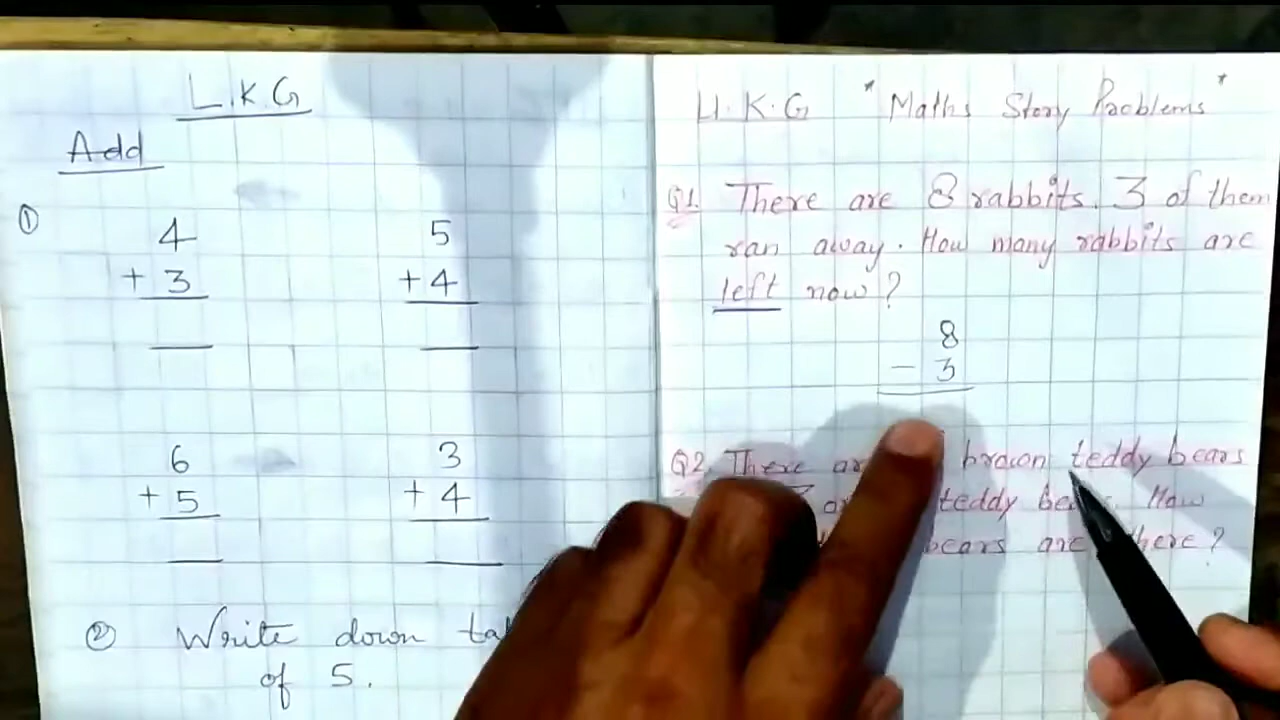 L.K.G
Add
① 4 5
+ 3 + 4
6 3
+ 5 + 4
② Write down
of 5.
U.K.G "Maths Story Problems"
Q1. There are 8 rabbits. 3 of them
ran away. How many rabbits are
left now?
8
- 3
Q2. There brown teddy bears
teddy How
bears are there?